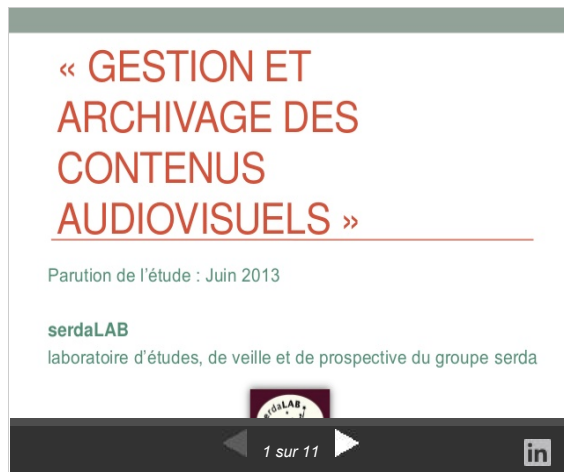 « GESTION ET
ARCHIVAGE DES
CONTENUS
AUDIOVISUELS »
Parution de l'étude : Juin 2013
serdaLAB
laboratoire d'études, de veille et de prospective du groupe serda
serdaLAB
1 sur 11
in